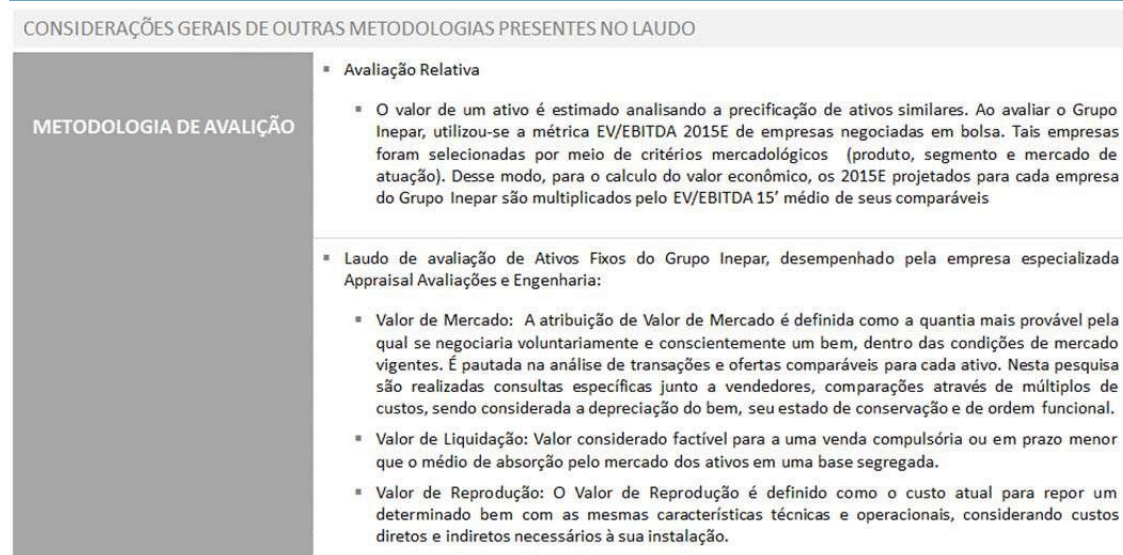 CONSIDERAÇÕES GERAIS DE OUTRAS METODOLOGIAS PRESENTES NO LAUDO
METODOLOGIA DE AVALIÇÃO
▪ Avaliação Relativa
▪ O valor de um ativo é estimado analisando a precificação de ativos similares. Ao avaliar o Grupo
Inepar, utilizou-se a métrica EV/EBITDA 2015E de empresas negociadas em bolsa. Tais empresas
foram selecionadas por meio de critérios mercadológicos (produto, segmento e mercado de
atuação). Desse modo, para o calculo do valor econômico, os 2015E projetados para cada empresa
do Grupo Inepar são multiplicados pelo EV/EBITDA 15’ médio de seus comparáveis
▪ Laudo de avaliação de Ativos Fixos do Grupo Inepar, desempenhado pela empresa especializada
Appraisal Avaliações e Engenharia:
▪ Valor de Mercado: A atribuição de Valor de Mercado é definida como a quantia mais provável pela
qual se negociaria voluntariamente e conscientemente um bem, dentro das condições de mercado
vigentes. É pautada na análise de transações e ofertas comparáveis para cada ativo. Nesta pesquisa
são realizadas consultas específicas junto a vendedores, comparações através de múltiplos de
custos, sendo considerada a depreciação do bem, seu estado de conservação e de ordem funcional.
▪ Valor de Liquidação: Valor considerado factível para a uma venda compulsória ou em prazo menor
que o médio de absorção pelo mercado dos ativos em uma base segregada.
▪ Valor de Reprodução: O Valor de Reprodução é definido como o custo atual para repor um
determinado bem com as mesmas características técnicas e operacionais, considerando custos
diretos e indiretos necessários à sua instalação.